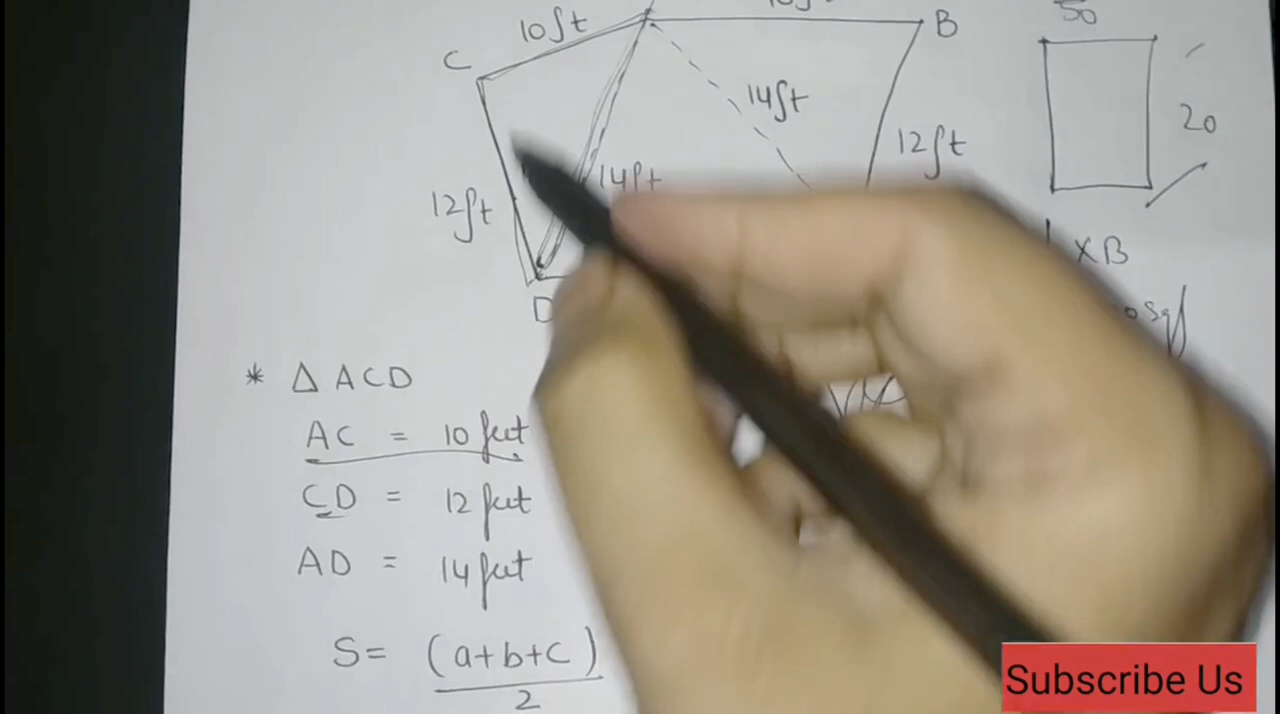 10ft
B
50
C
14ft
12ft
20
14ft
12ft
× B
D
* Δ ACD
AC = 10 feet
CD = 12 feet
AD = 14 feet
S= (a+b+c)
2
Subscribe Us